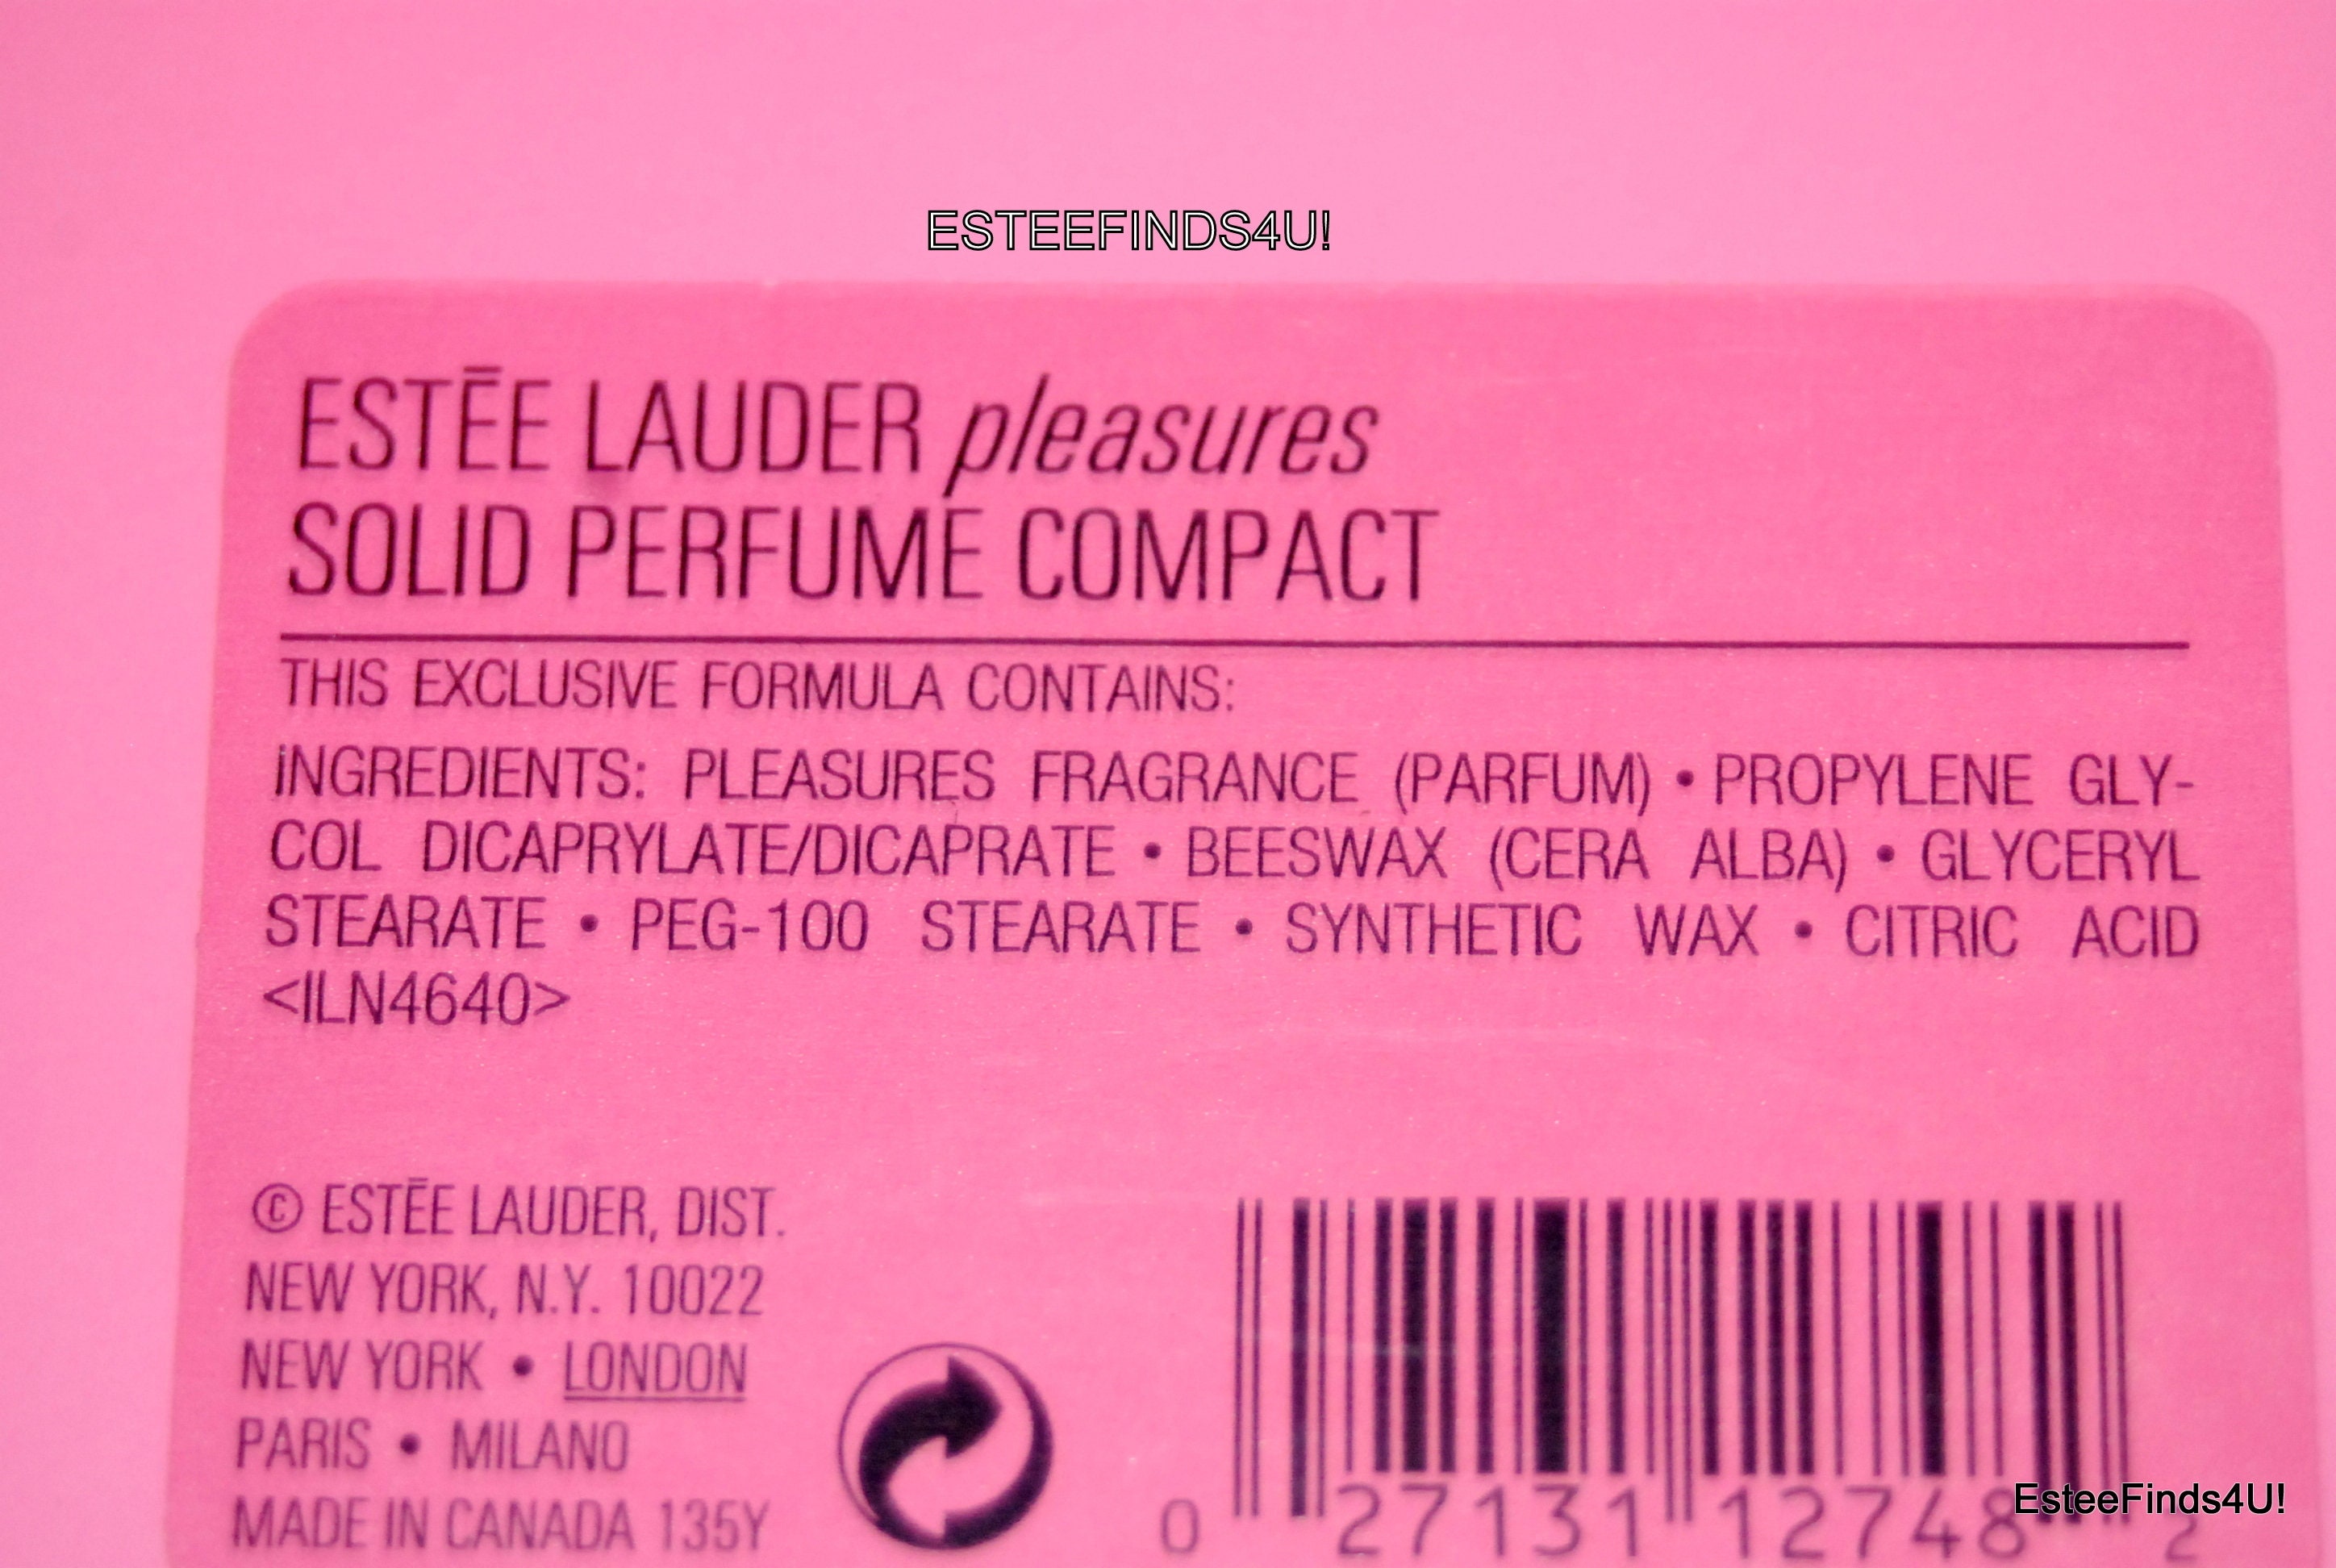 ESTEEFINDS4U!
ESTĒE LAUDER pleasures
SOLID PERFUME COMPACT
THIS EXCLUSIVE FORMULA CONTAINS:
INGREDIENTS: PLEASURES FRAGRANCE (PARFUM) • PROPYLENE GLY-
COL DICAPRYLATE/DICAPRATE • BEESWAX (CERA ALBA) • GLYCERYL
STEARATE • PEG-100 STEARATE • SYNTHETIC WAX • CITRIC ACID
<ILN4640>
© ESTĒE LAUDER, DIST.
NEW YORK, N.Y. 10022
NEW YORK • LONDON
PARIS • MILANO
MADE IN CANADA 135Y
0 27131 12748 2
EsteeFinds4U!